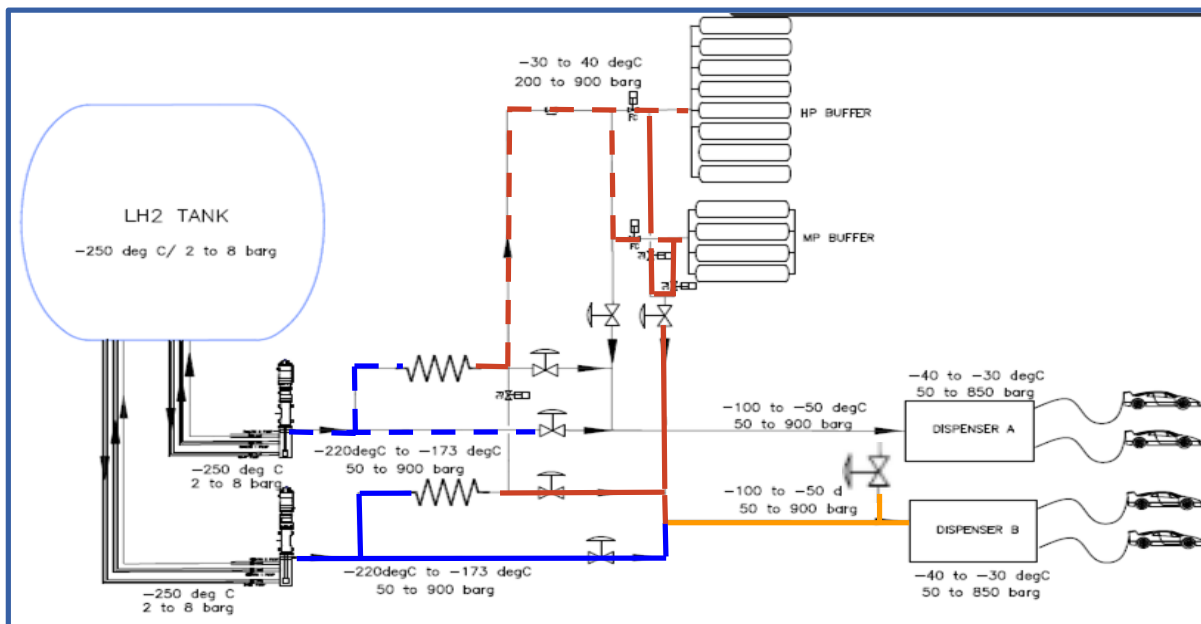 -30 to 40 degC
200 to 900 barg
HP BUFFER
LH2 TANK
-250 deg C/ 2 to 8 barg
MP BUFFER
FC
FC
-40 to -30 degC
50 to 850 barg
-100 to -50 degC
50 to 900 barg
DISPENSER A
-220degC to -173 degC
50 to 900 barg
-250 deg C
2 to 8 barg
-100 to -50 d
50 to 900 barg
DISPENSER B
-220degC to -173 degC
50 to 900 barg
-40 to -30 degC
50 to 850 barg
-250 deg C
2 to 8 barg